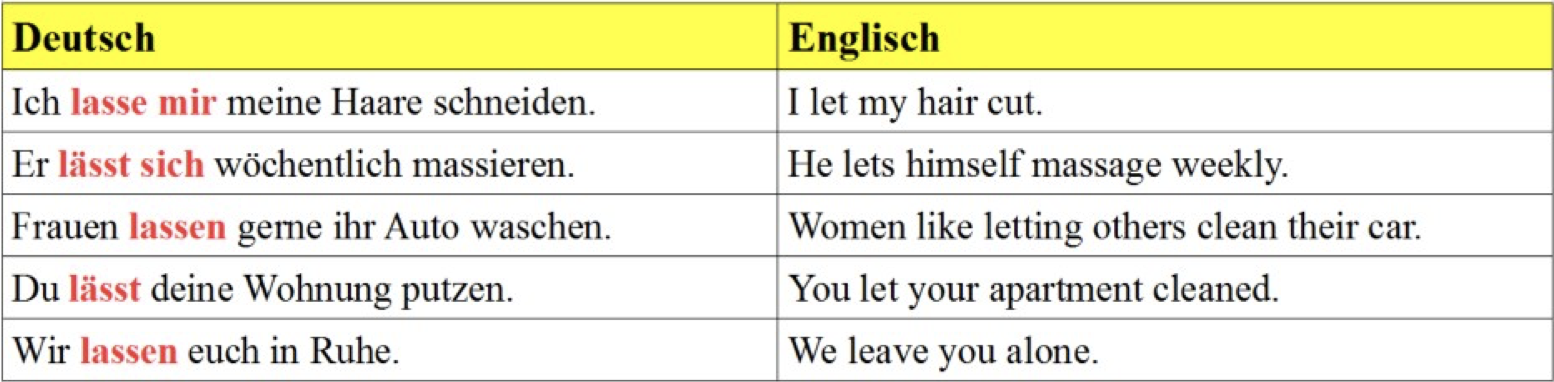 Deutsch Englisch
Ich lasse mir meine Haare schneiden. I let my hair cut.
Er lässt sich wöchentlich massieren. He lets himself massage weekly.
Frauen lassen gerne ihr Auto waschen. Women like letting others clean their car.
Du lässt deine Wohnung putzen. You let your apartment cleaned.
Wir lassen euch in Ruhe. We leave you alone.